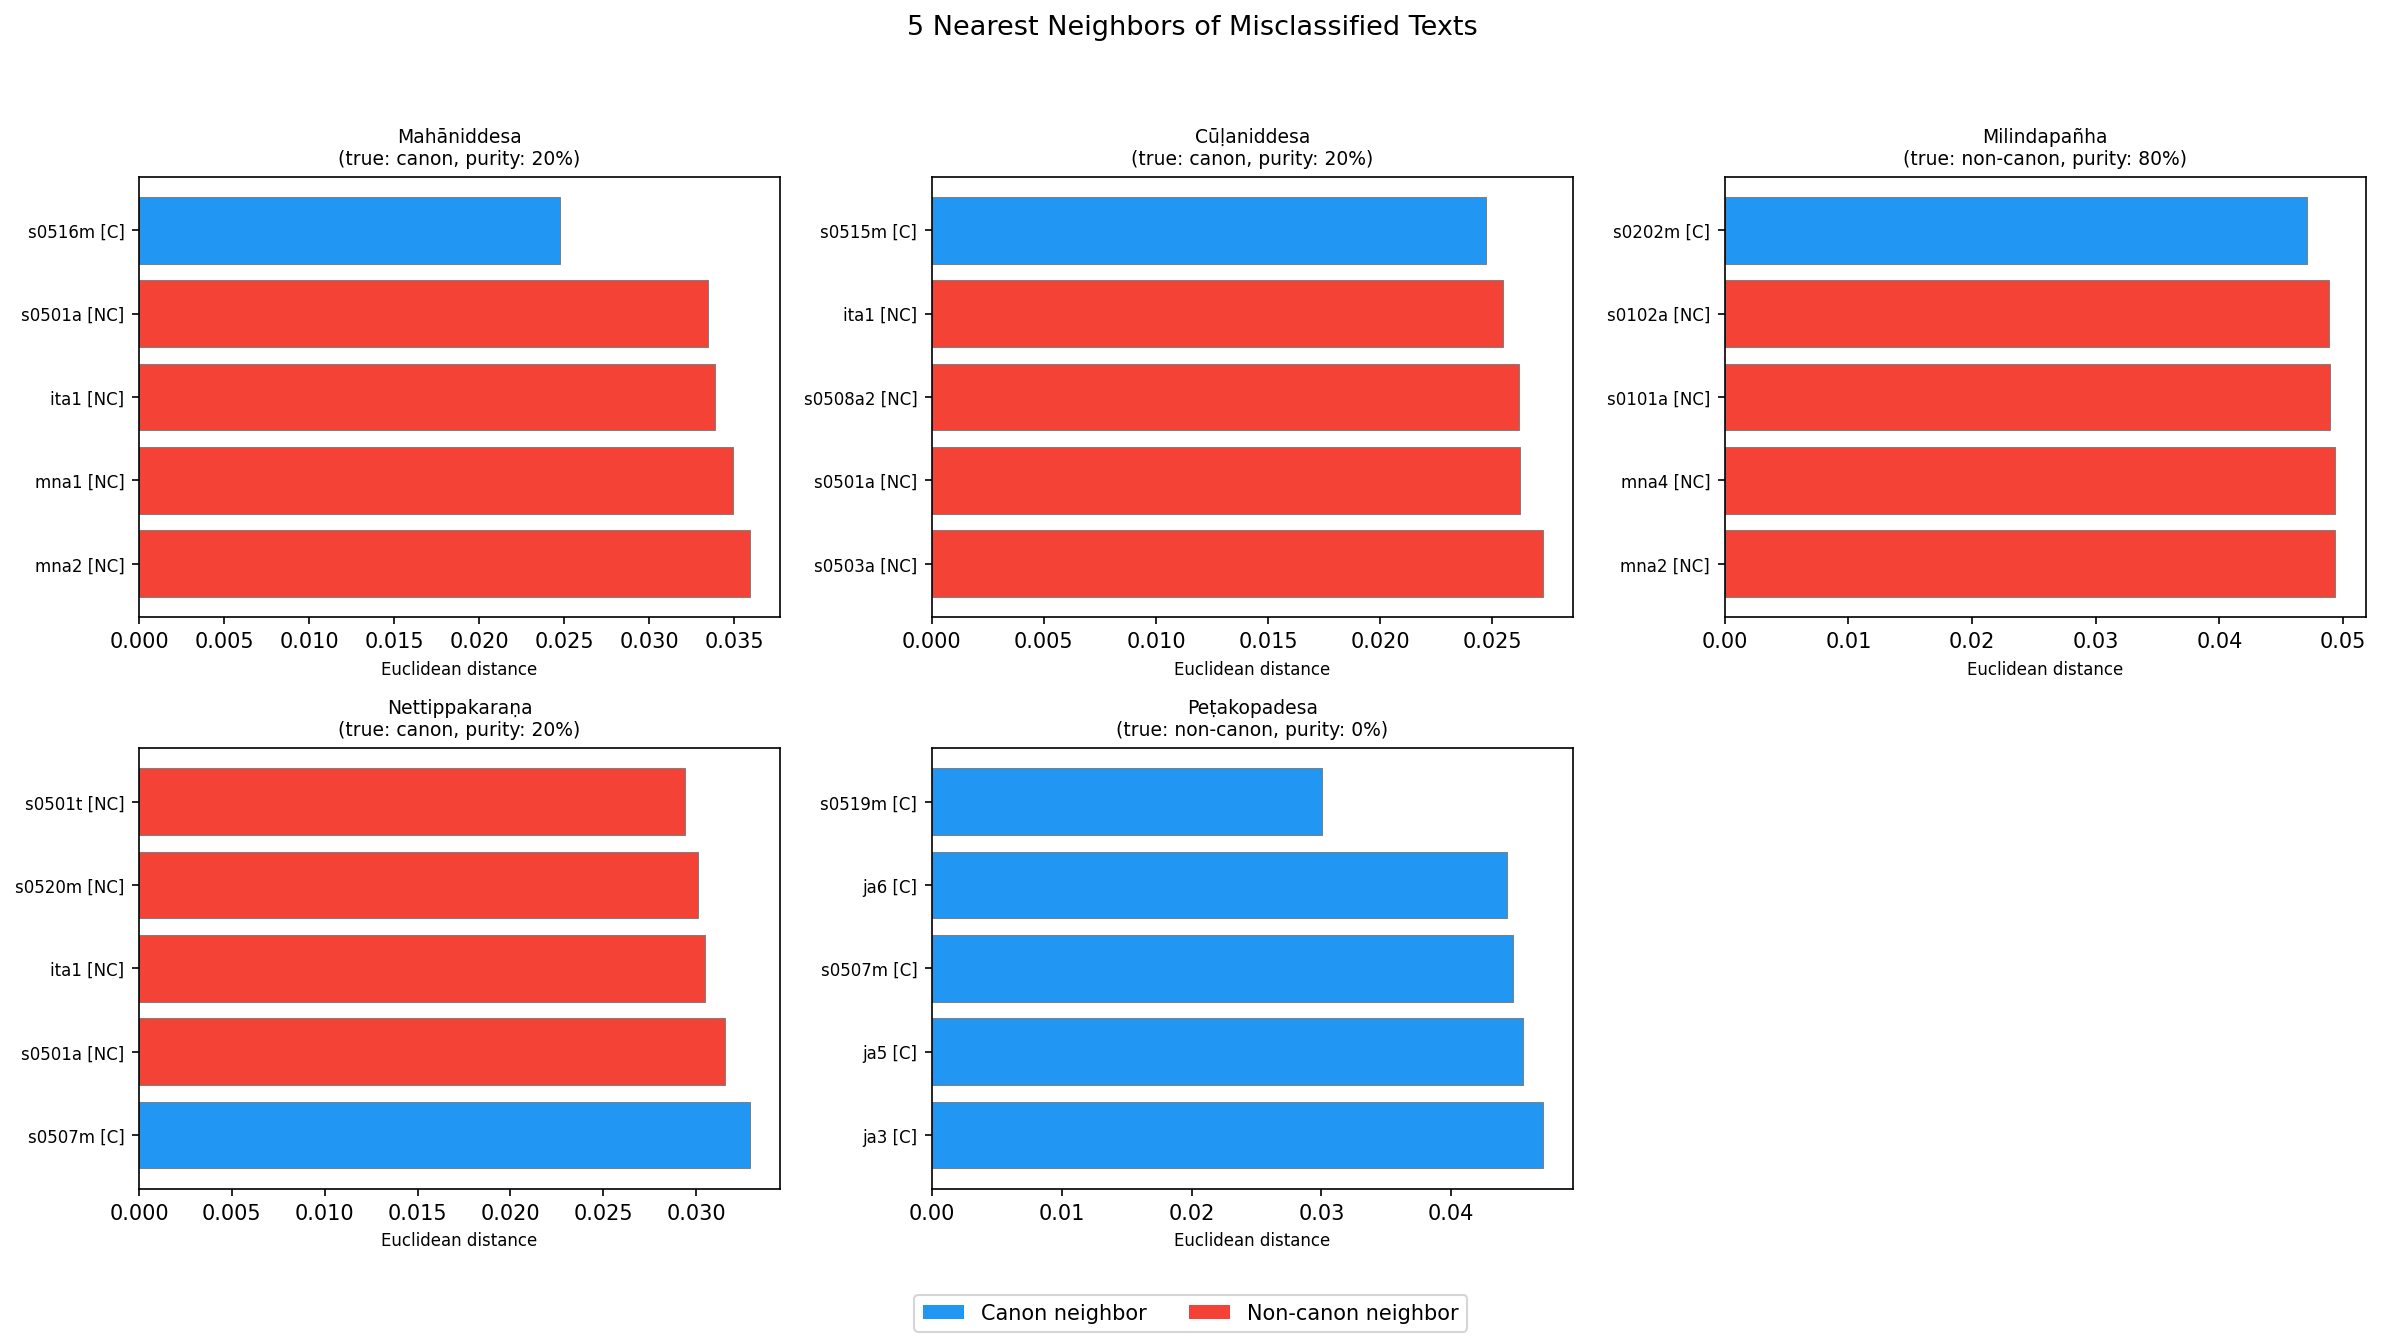 5 Nearest Neighbors of Misclassified Texts
Mahāniddesa
(true: canon, purity: 20%)
s0516m [C]
s0501a [NC]
ita1 [NC]
mna1 [NC]
mna2 [NC]
0.000 0.005 0.010 0.015 0.020 0.025 0.030 0.035
Euclidean distance
Cūḷaniddesa
(true: canon, purity: 20%)
s0515m [C]
ita1 [NC]
s0508a2 [NC]
s0501a [NC]
s0503a [NC]
0.000 0.005 0.010 0.015 0.020 0.025
Euclidean distance
Milindapañha
(true: non-canon, purity: 80%)
s0202m [C]
s0102a [NC]
s0101a [NC]
mna4 [NC]
mna2 [NC]
0.00 0.01 0.02 0.03 0.04 0.05
Euclidean distance
Nettippakaraṇa
(true: canon, purity: 20%)
s0501t [NC]
s0520m [NC]
ita1 [NC]
s0501a [NC]
s0507m [C]
0.000 0.005 0.010 0.015 0.020 0.025 0.030
Euclidean distance
Peṭakopadesa
(true: non-canon, purity: 0%)
s0519m [C]
ja6 [C]
s0507m [C]
ja5 [C]
ja3 [C]
0.00 0.01 0.02 0.03 0.04
Euclidean distance
Canon neighbor Non-canon neighbor